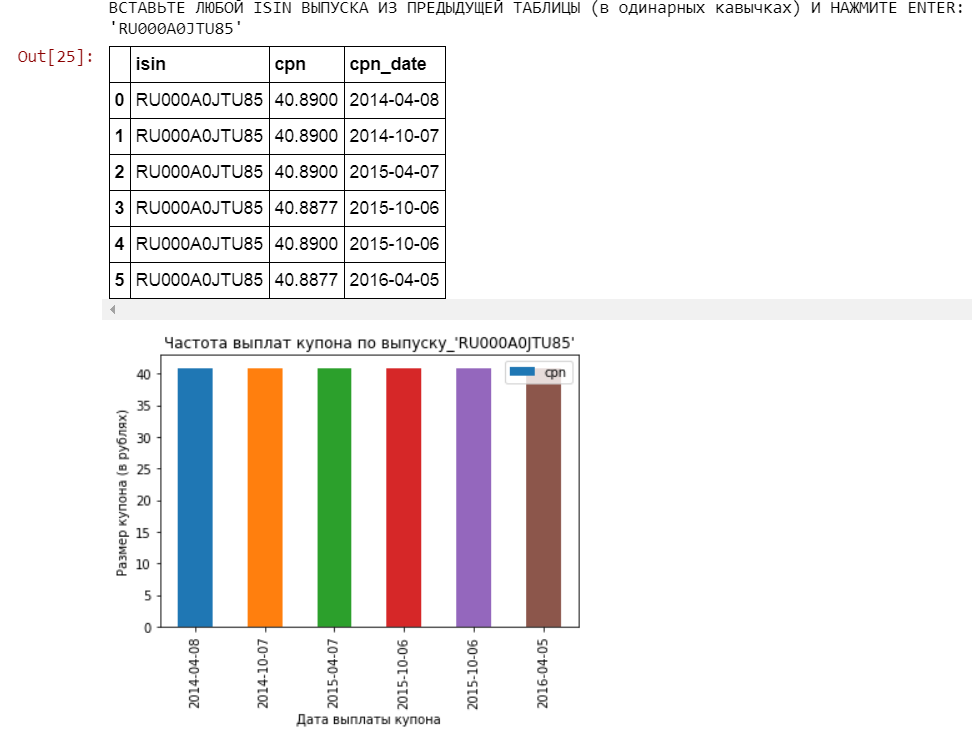 ВСТАВЬТЕ ЛЮБОЙ ISIN ВЫПУСКА ИЗ ПРЕДЫДУЩЕЙ ТАБЛИЦЫ (в одинарных кавычках) И НАЖМИТЕ ENTER:
'RU000A0JTU85'
Out[25]:
isin cpn cpn_date
0 RU000A0JTU85 40.8900 2014-04-08
1 RU000A0JTU85 40.8900 2014-10-07
2 RU000A0JTU85 40.8900 2015-04-07
3 RU000A0JTU85 40.8877 2015-10-06
4 RU000A0JTU85 40.8900 2015-10-06
5 RU000A0JTU85 40.8877 2016-04-05
Частота выплат купона по выпуску_'RU000A0JTU85'
cpn
Размер купона (в рублях)
40
35
30
25
20
15
10
5
0
2014-04-08
2014-10-07
2015-04-07
2015-10-06
2015-10-06
2016-04-05
Дата выплаты купона